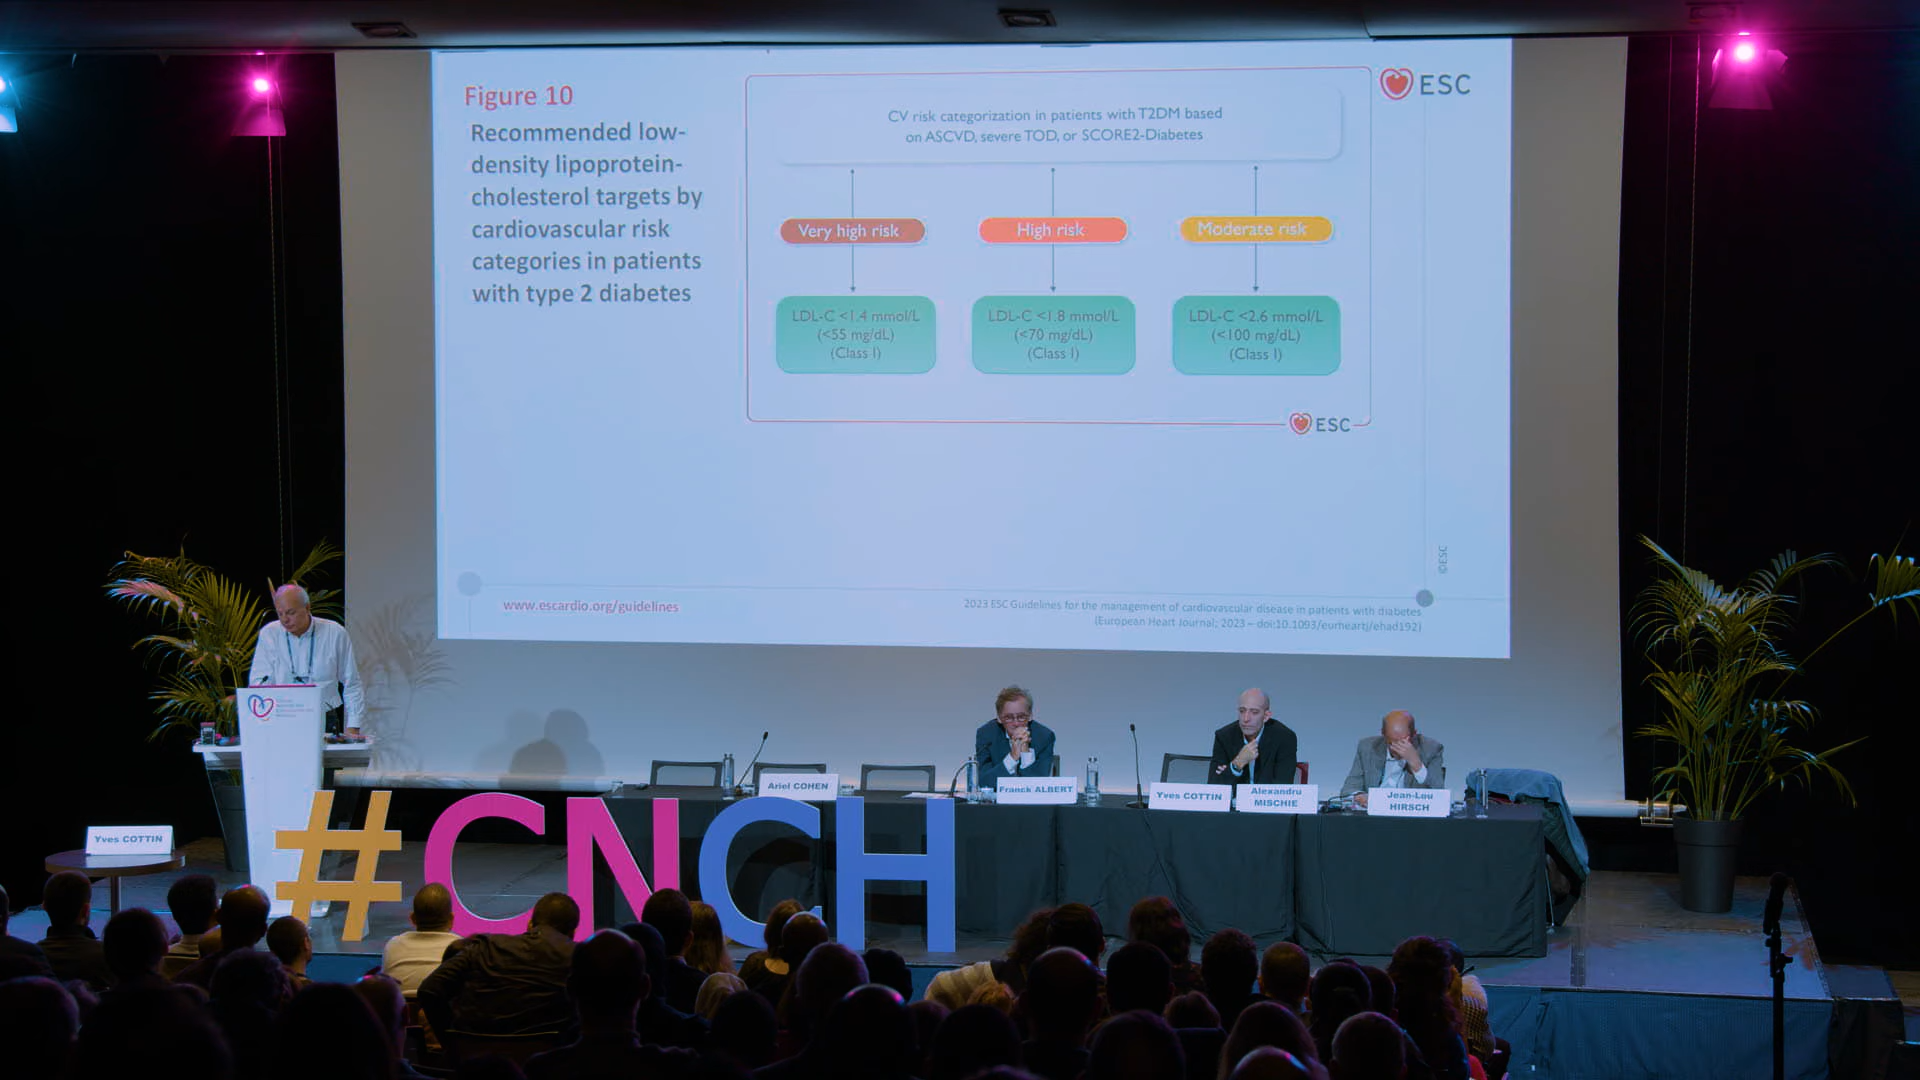 Figure 10
Recommended low-
density lipoprotein-
cholesterol targets by
cardiovascular risk
categories in patients
with type 2 diabetes
ESC
CV risk categorization in patients with T2DM based
on ASCVD, severe TOD, or SCORE2-Diabetes
Very high risk
High risk
Moderate risk
LDL-C <1.4 mmol/L
(<55 mg/dL)
(Class I)
LDL-C <1.8 mmol/L
(<70 mg/dL)
(Class I)
LDL-C <2.6 mmol/L
(<100 mg/dL)
(Class I)
ESC
©ESC
www.escardio.org/guidelines
2023 ESC Guidelines for the management of cardiovascular disease in patients with diabetes
(European Heart Journal; 2023 – doi:10.1093/eurheartj/ehad192)
Ariel COHEN
Franck ALBERT
Yves COTTIN
Alexandru
MISCHIE
Jean-Lou
HIRSCH
Yves COTTIN
#CNCH